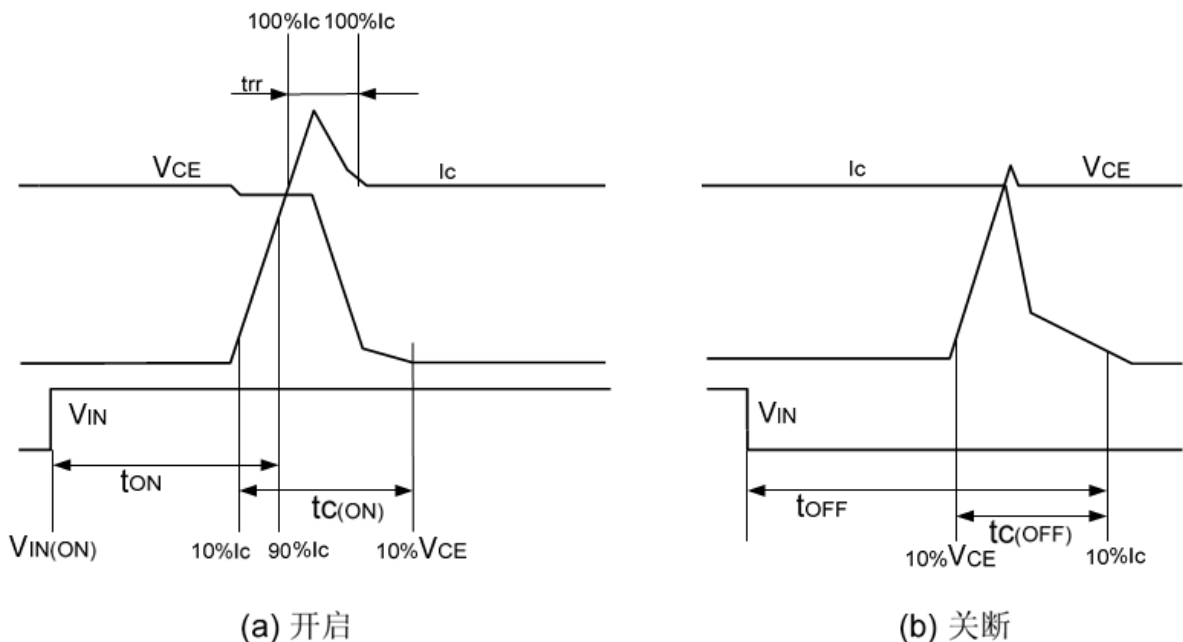 100%Ic 100%Ic
trr
VCE Ic
VIN
tON
tC(ON)
VIN(ON) 10%Ic 90%Ic 10%VCE
(a) 开启
Ic VCE
VIN
tOFF
tC(OFF)
10%VCE 10%Ic
(b) 关断